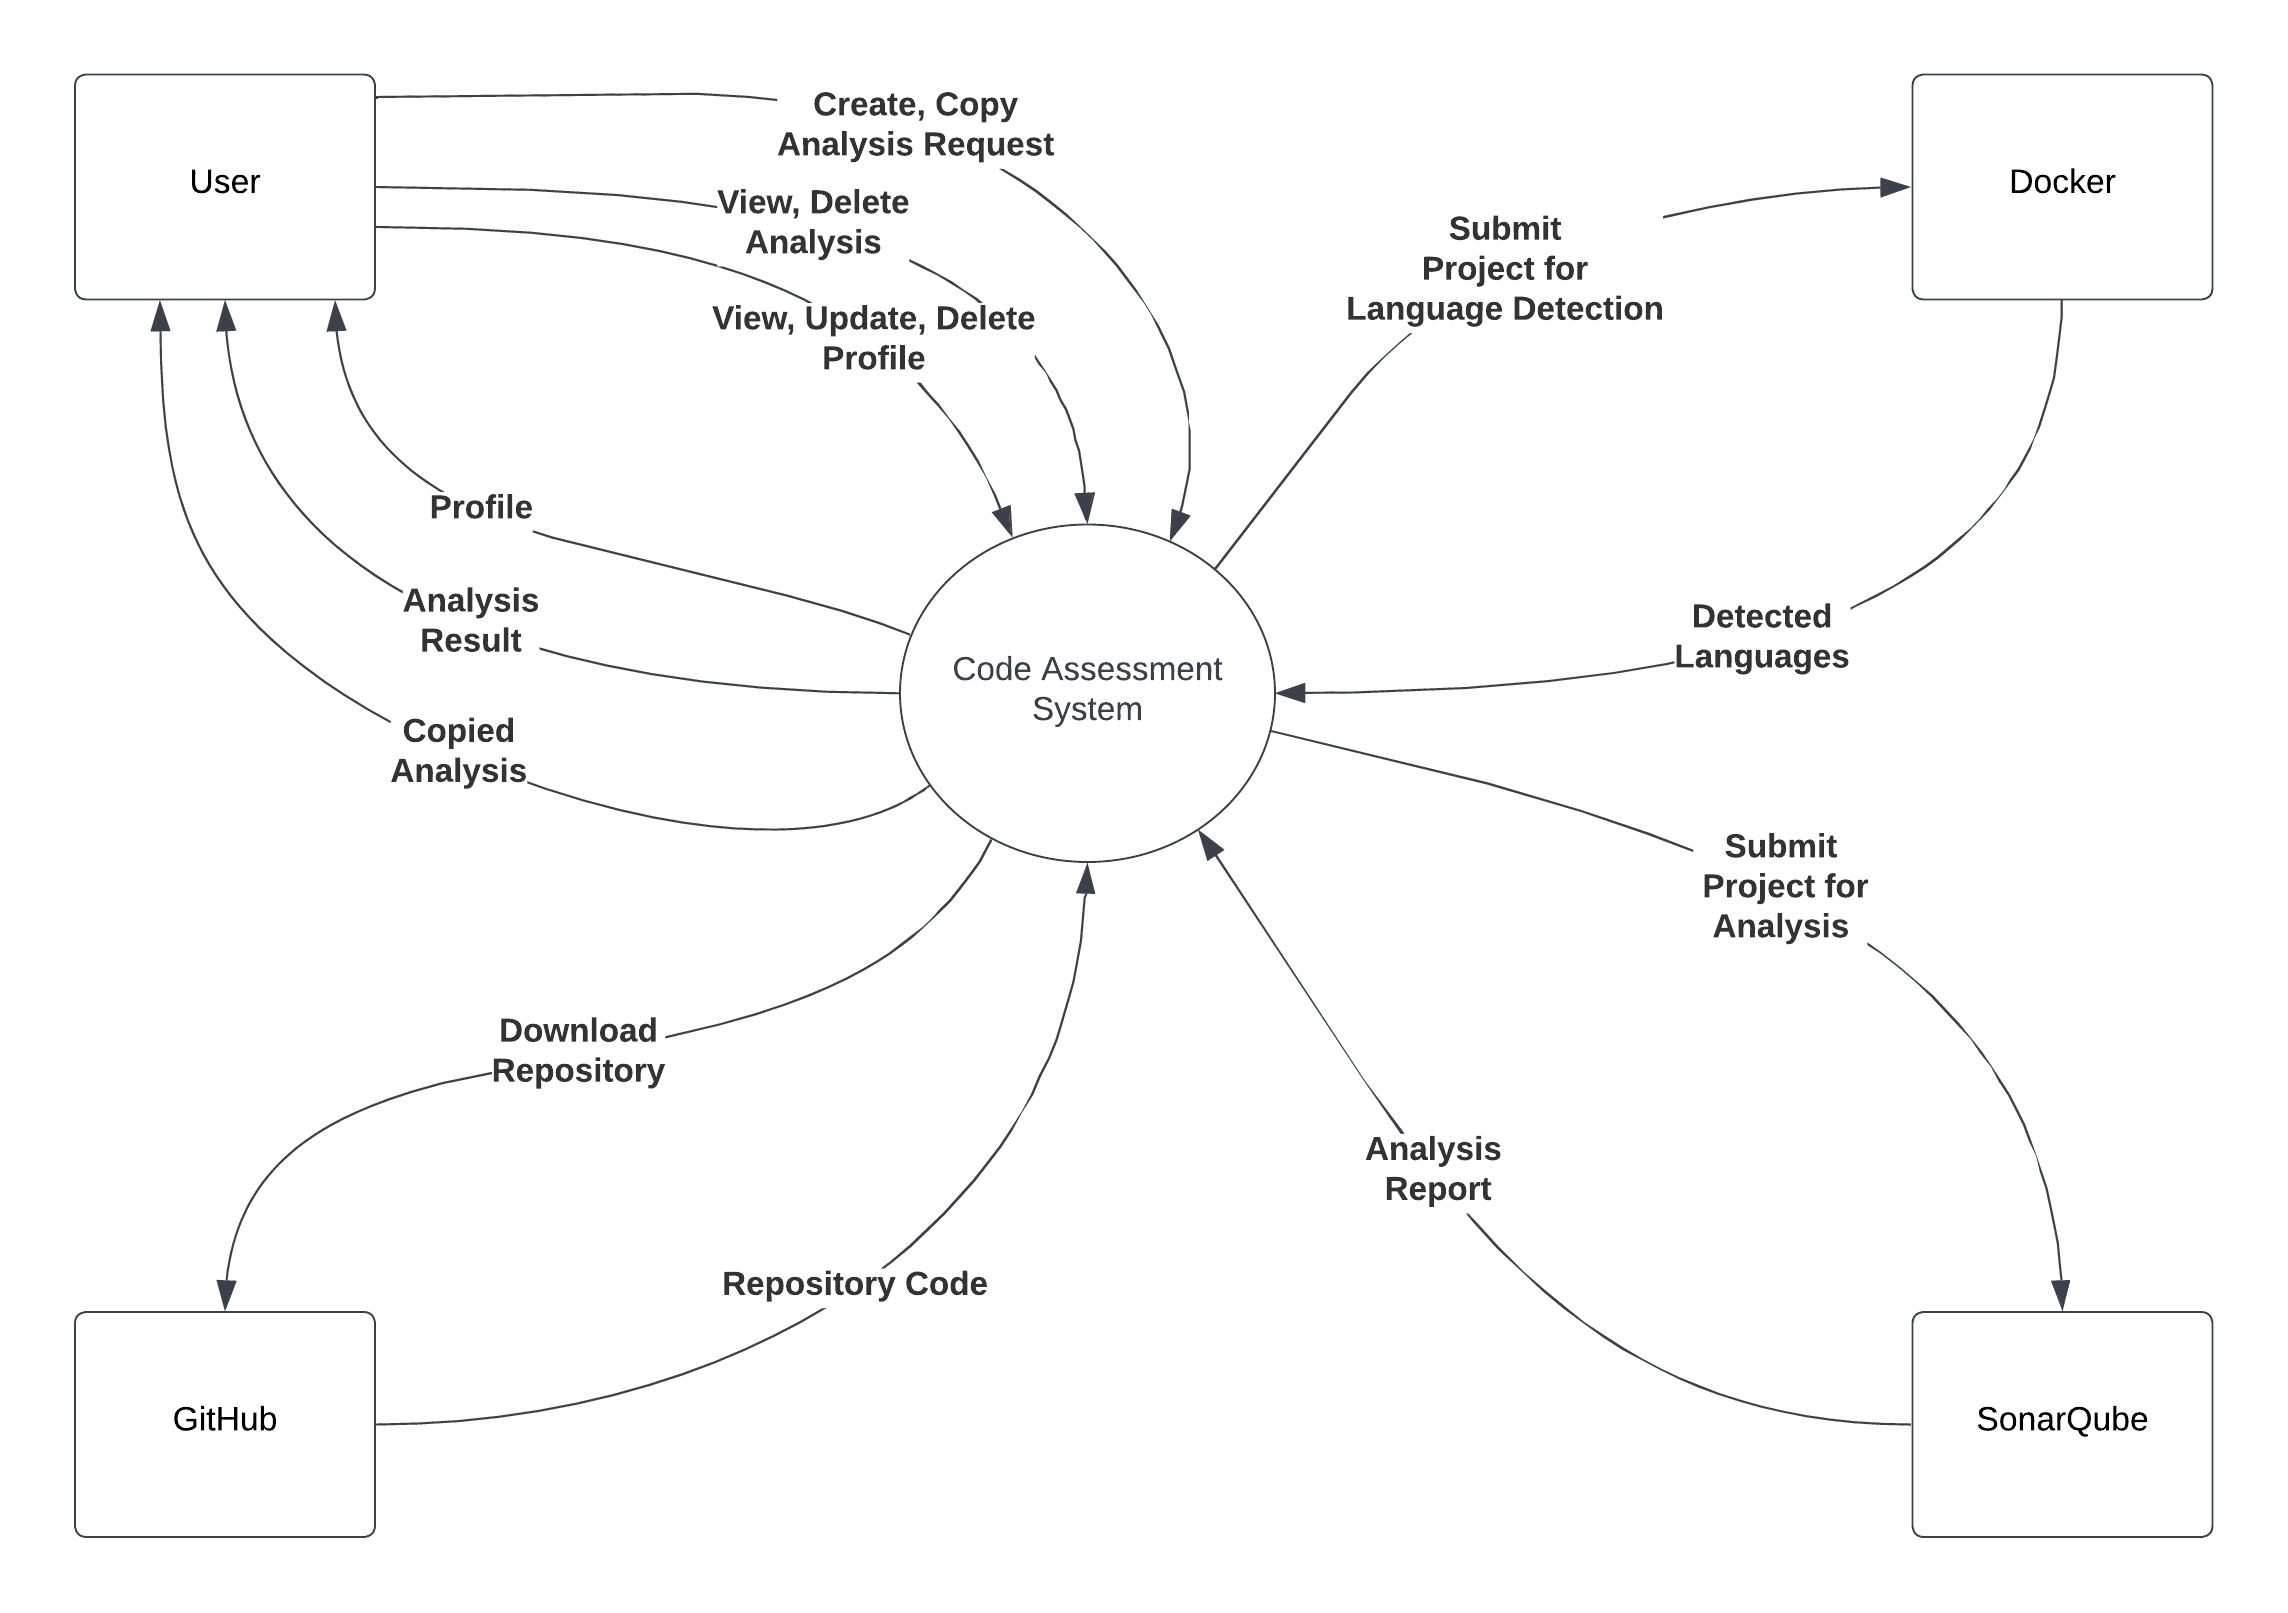 User
Create, Copy
Analysis Request
View, Delete
Analysis
View, Update, Delete
Profile
Submit
Project for
Language Detection
Docker
Profile
Analysis
Result
Copied
Analysis
Code Assessment
System
Detected
Languages
Submit
Project for
Analysis
Download
Repository
Repository Code
Analysis
Report
GitHub
SonarQube